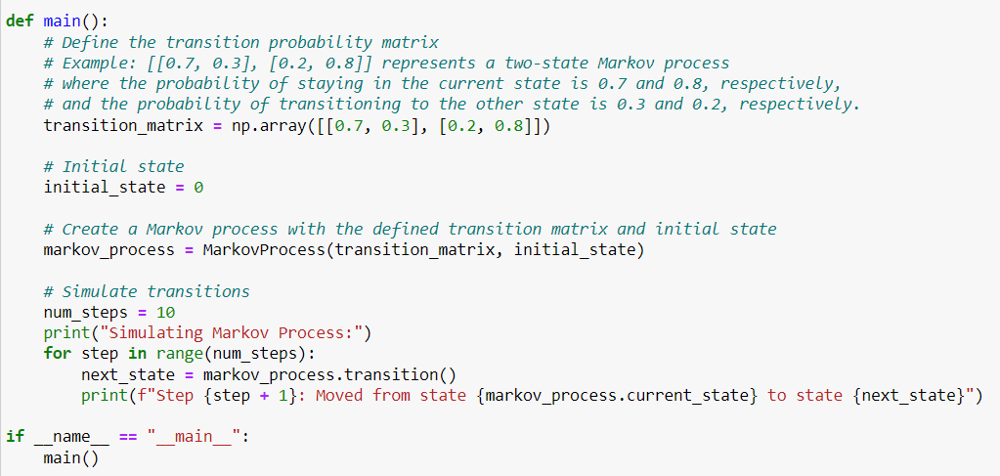 def main():
    # Define the transition probability matrix
    # Example: [[0.7, 0.3], [0.2, 0.8]] represents a two-state Markov process
    # where the probability of staying in the current state is 0.7 and 0.8, respectively,
    # and the probability of transitioning to the other state is 0.3 and 0.2, respectively.
    transition_matrix = np.array([[0.7, 0.3], [0.2, 0.8]])
    # Initial state
    initial_state = 0
    # Create a Markov process with the defined transition matrix and initial state
    markov_process = MarkovProcess(transition_matrix, initial_state)
    # Simulate transitions
    num_steps = 10
    print("Simulating Markov Process:")
    for step in range(num_steps):
        next_state = markov_process.transition()
        print(f"Step {step + 1}: Moved from state {markov_process.current_state} to state {next_state}")
if __name__ == "__main__":
    main()